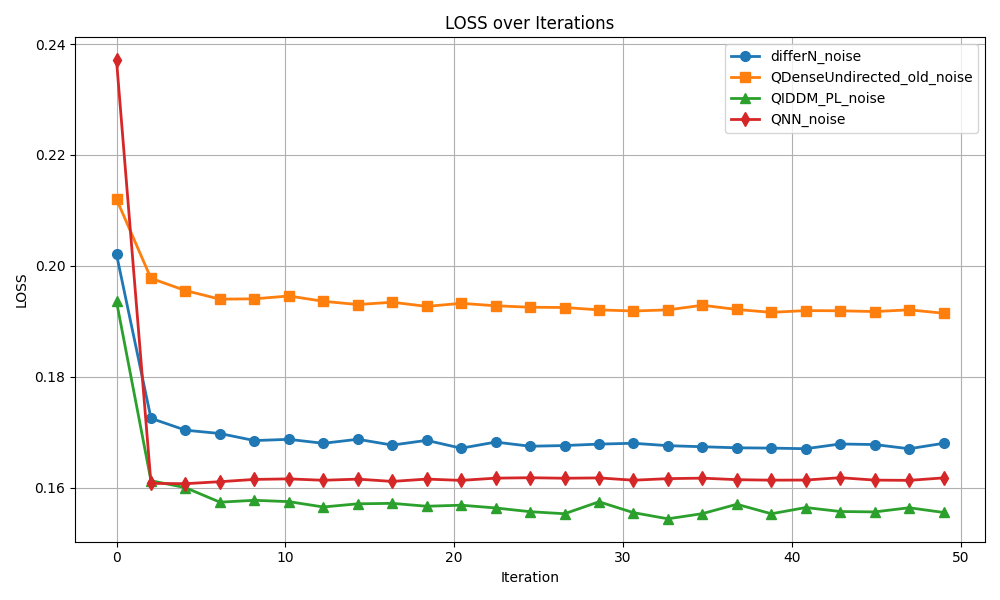 LOSS over Iterations
differN_noise
QDenseUndirected_old_noise
QIDDM_PL_noise
QNN_noise
LOSS
0.24
0.22
0.20
0.18
0.16
0
10
20
30
40
50
Iteration